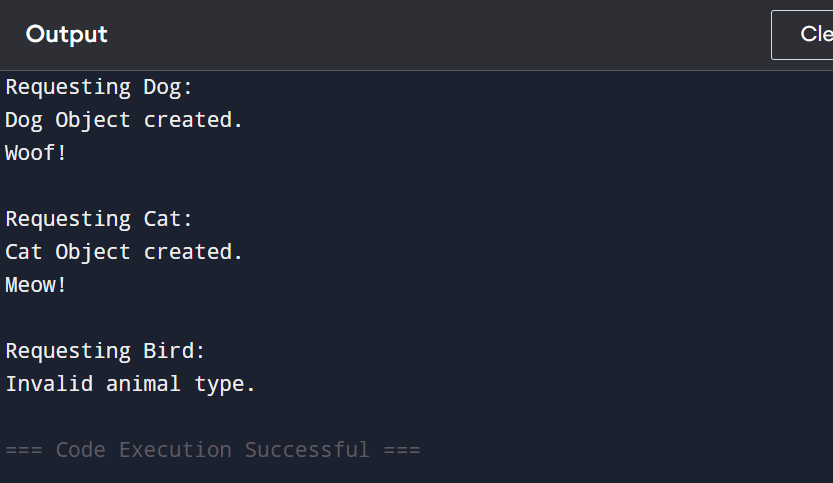 Output
Cle
Requesting Dog:
Dog Object created.
Woof!
Requesting Cat:
Cat Object created.
Meow!
Requesting Bird:
Invalid animal type.
=== Code Execution Successful ===